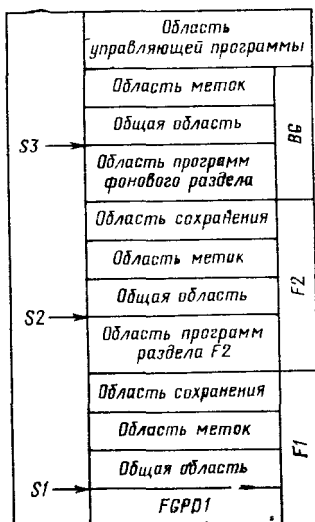 Область
управляющей программы
Область меток
Общая область
S3
Область программ
фонового раздела
BG
Область сохранения
Область меток
Общая область
S2
Область программ
раздела F2
F2
Область сохранения
Область меток
Общая область
S1
FGPD1
F1